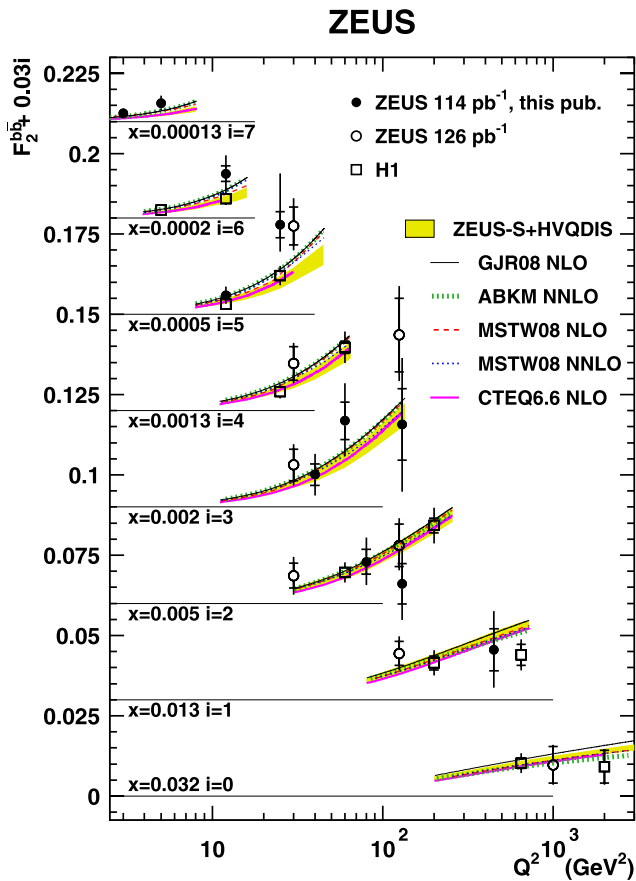 ZEUS
F₂^bb̄ + 0.03i
0.225
0.2
0.175
0.15
0.125
0.1
0.075
0.05
0.025
0
ZEUS 114 pb⁻¹, this pub.
ZEUS 126 pb⁻¹
H1
ZEUS-S+HVQDIS
GJR08 NLO
ABKM NNLO
MSTW08 NLO
MSTW08 NNLO
CTEQ6.6 NLO
x=0.00013 i=7
x=0.0002 i=6
x=0.0005 i=5
x=0.0013 i=4
x=0.002 i=3
x=0.005 i=2
x=0.013 i=1
x=0.032 i=0
10 10² 10³
Q² (GeV²)